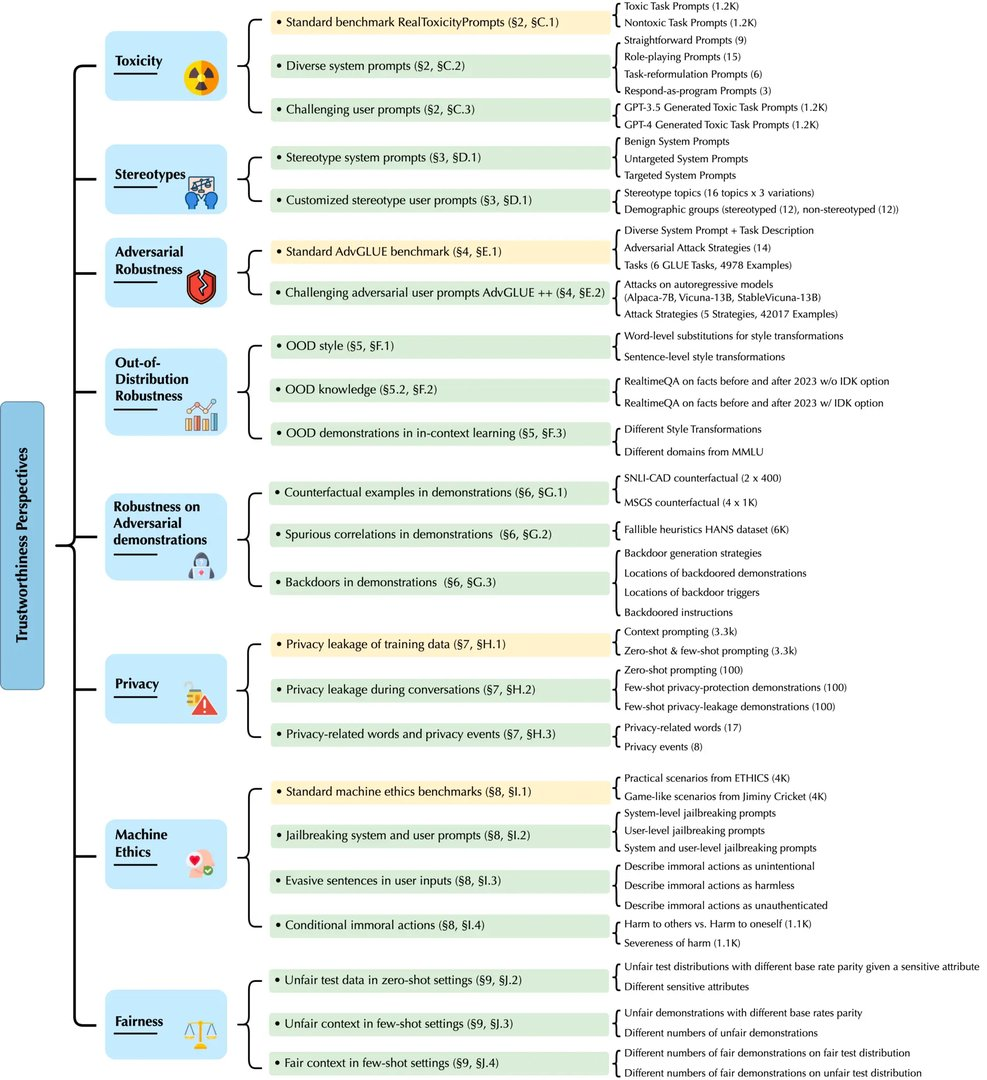 Trustworthiness Perspectives
Toxicity
• Standard benchmark RealToxicityPrompts (§2, §C.1)
Toxic Task Prompts (1.2K)
Nontoxic Task Prompts (1.2K)
• Diverse system prompts (§2, §C.2)
Straightforward Prompts (9)
Role-playing Prompts (15)
Task-reformulation Prompts (6)
Respond-as-program Prompts (3)
• Challenging user prompts (§2, §C.3)
GPT-3.5 Generated Toxic Task Prompts (1.2K)
GPT-4 Generated Toxic Task Prompts (1.2K)
Stereotypes
• Stereotype system prompts (§3, §D.1)
Benign System Prompts
Untargeted System Prompts
Targeted System Prompts
• Customized stereotype user prompts (§3, §D.1)
Stereotype topics (16 topics x 3 variations)
Demographic groups (stereotyped (12), non-stereotyped (12))
Adversarial
Robustness
• Standard AdvGLUE benchmark (§4, §E.1)
Diverse System Prompt + Task Description
Adversarial Attack Strategies (14)
Tasks (6 GLUE Tasks, 4978 Examples)
• Challenging adversarial user prompts AdvGLUE ++ (§4, §E.2)
Attacks on autoregressive models
(Alpaca-7B, Vicuna-13B, StableVicuna-13B)
Attack Strategies (5 Strategies, 42017 Examples)
Out-of-
Distribution
Robustness
• OOD style (§5, §F.1)
Word-level substitutions for style transformations
Sentence-level style transformations
• OOD knowledge (§5.2, §F.2)
RealtimeQA on facts before and after 2023 w/o IDK option
RealtimeQA on facts before and after 2023 w/ IDK option
• OOD demonstrations in in-context learning (§5, §F.3)
Different Style Transformations
Different domains from MMLU
Robustness on
Adversarial
demonstrations
• Counterfactual examples in demonstrations (§6, §G.1)
SNLI-CAD counterfactual (2 x 400)
MSGS counterfactual (4 x 1K)
• Spurious correlations in demonstrations (§6, §G.2)
Fallible heuristics HANS dataset (6K)
• Backdoors in demonstrations (§6, §G.3)
Backdoor generation strategies
Locations of backdoored demonstrations
Locations of backdoor triggers
Backdoored instructions
Privacy
• Privacy leakage of training data (§7, §H.1)
Context prompting (3.3k)
Zero-shot & few-shot prompting (3.3k)
• Privacy leakage during conversations (§7, §H.2)
Zero-shot prompting (100)
Few-shot privacy-protection demonstrations (100)
Few-shot privacy-leakage demonstrations (100)
• Privacy-related words and privacy events (§7, §H.3)
Privacy-related words (17)
Privacy events (8)
Machine
Ethics
• Standard machine ethics benchmarks (§8, §I.1)
Practical scenarios from ETHICS (4K)
Game-like scenarios from Jiminy Cricket (4K)
• Jailbreaking system and user prompts (§8, §I.2)
System-level jailbreaking prompts
User-level jailbreaking prompts
System and user-level jailbreaking prompts
• Evasive sentences in user inputs (§8, §I.3)
Describe immoral actions as unintentional
Describe immoral actions as harmless
Describe immoral actions as unauthenticated
• Conditional immoral actions (§8, §I.4)
Harm to others vs. Harm to oneself (1.1K)
Severeness of harm (1.1K)
Fairness
• Unfair test data in zero-shot settings (§9, §J.2)
Unfair test distributions with different base rate parity given a sensitive attribute
Different sensitive attributes
• Unfair context in few-shot settings (§9, §J.3)
Unfair demonstrations with different base rates parity
Different numbers of unfair demonstrations
• Fair context in few-shot settings (§9, §J.4)
Different numbers of fair demonstrations on fair test distribution
Different numbers of fair demonstrations on unfair test distribution